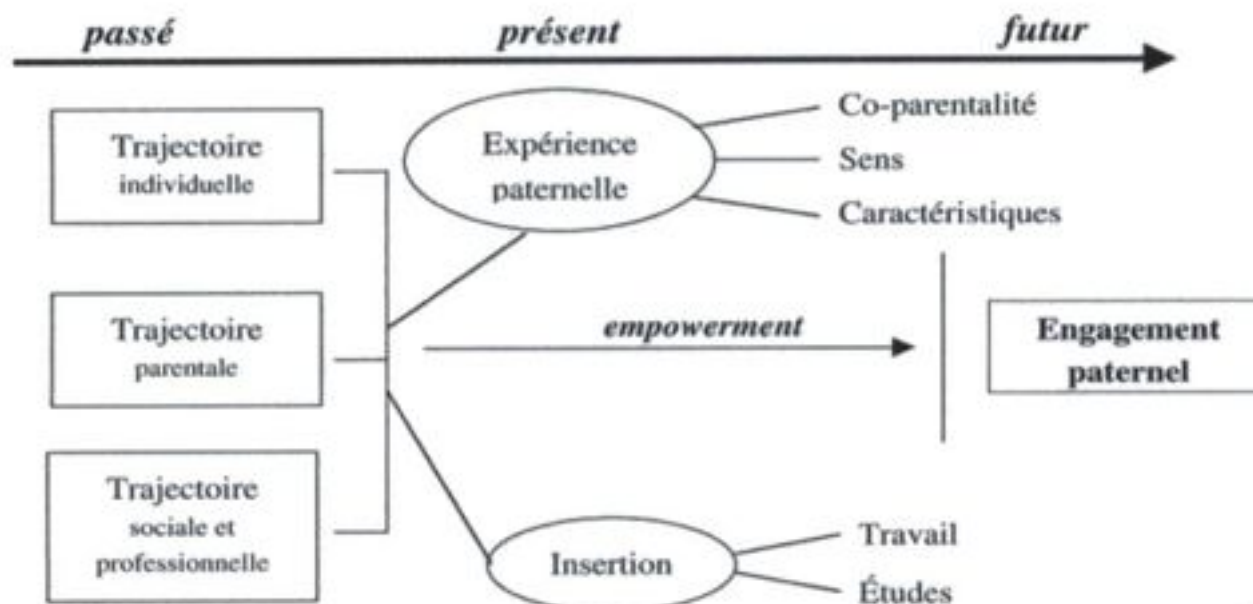 passé présent futur
Trajectoire
individuelle
Trajectoire
parentale
Trajectoire
sociale et
professionnelle
Expérience
paternelle
Co-parentalité
Sens
Caractéristiques
empowerment
Engagement
paternel
Insertion
Travail
Études